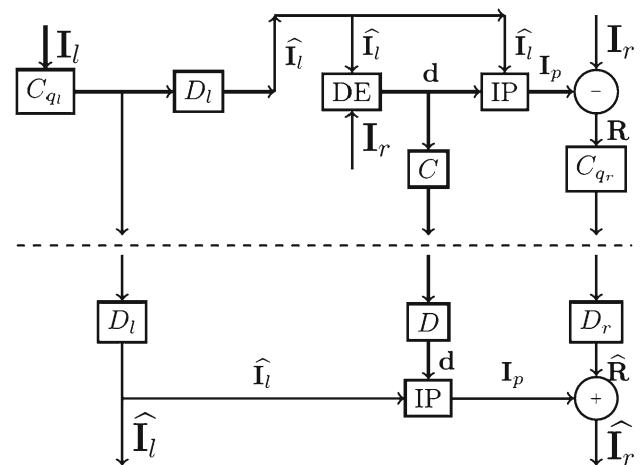 I_l Î_l Î_l Î_l I_r
C_{q_l} D_l DE d IP I_p −
I_r R
C C_{q_r}
D_l D D_r
Î_l d I_p R̂
IP +
Î_l Î_r